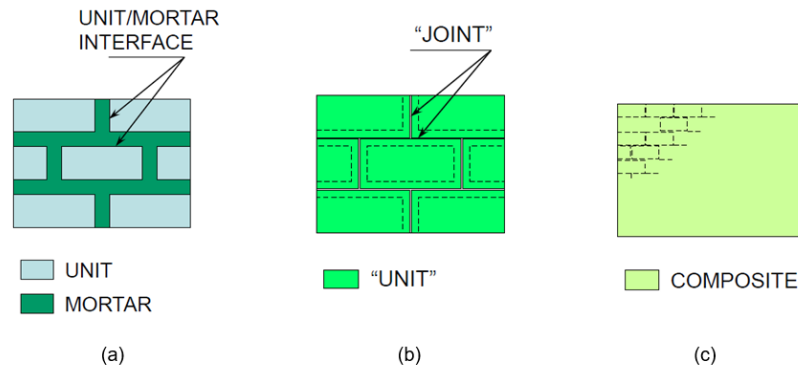 UNIT/MORTAR
INTERFACE
“JOINT”
UNIT
MORTAR
“UNIT”
COMPOSITE
(a)
(b)
(c)